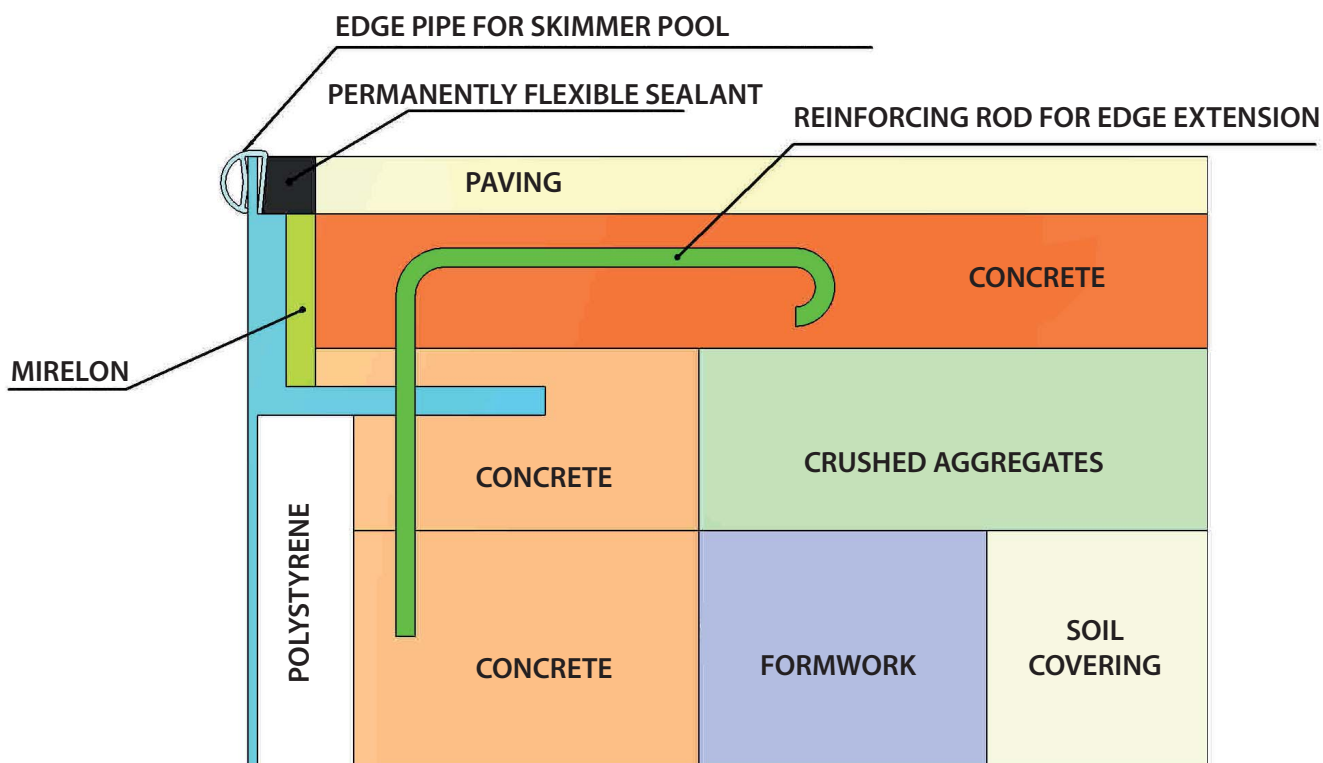 EDGE PIPE FOR SKIMMER POOL
PERMANENTLY FLEXIBLE SEALANT
REINFORCING ROD FOR EDGE EXTENSION
PAVING
CONCRETE
MIRELON
CRUSHED AGGREGATES
CONCRETE
POLYSTYRENE
CONCRETE
FORMWORK
SOIL
COVERING